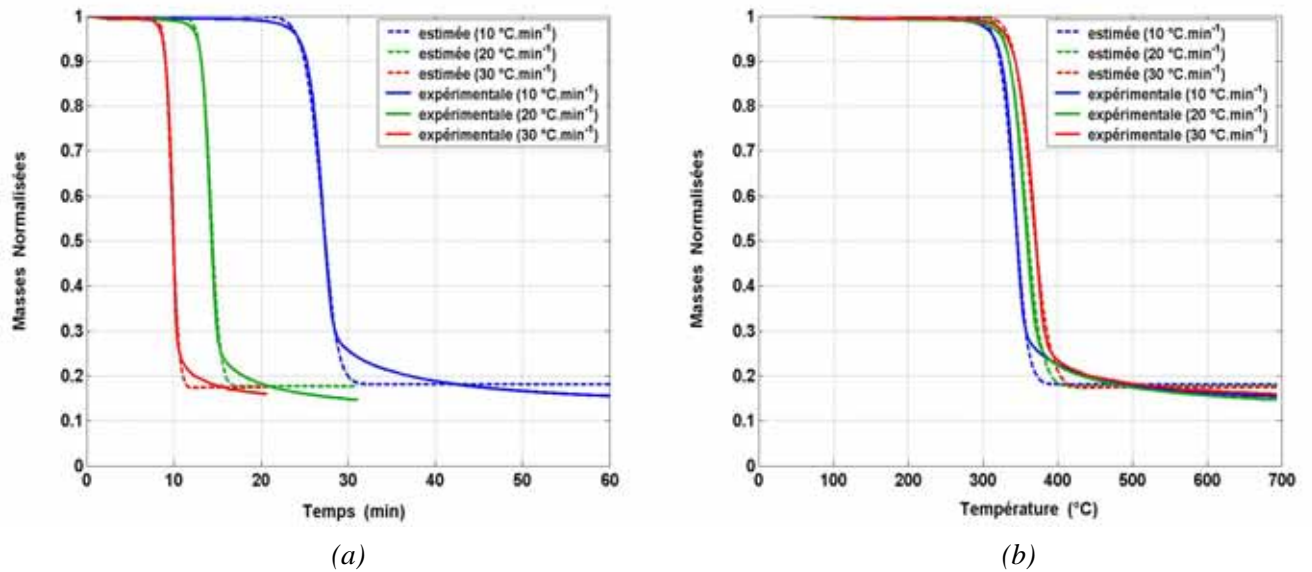 1
0.9
0.8
0.7
0.6
0.5
0.4
0.3
0.2
0.1
0
Masses Normalisées
0 10 20 30 40 50 60
Temps (min)
estimée (10 °C.min-1)
estimée (20 °C.min-1)
estimée (30 °C.min-1)
expérimentale (10 °C.min-1)
expérimentale (20 °C.min-1)
expérimentale (30 °C.min-1)
(a)
1
0.9
0.8
0.7
0.6
0.5
0.4
0.3
0.2
0.1
0
Masses Normalisées
0 100 200 300 400 500 600 700
Température (°C)
estimée (10 °C.min-1)
estimée (20 °C.min-1)
estimée (30 °C.min-1)
expérimentale (10 °C.min-1)
expérimentale (20 °C.min-1)
expérimentale (30 °C.min-1)
(b)